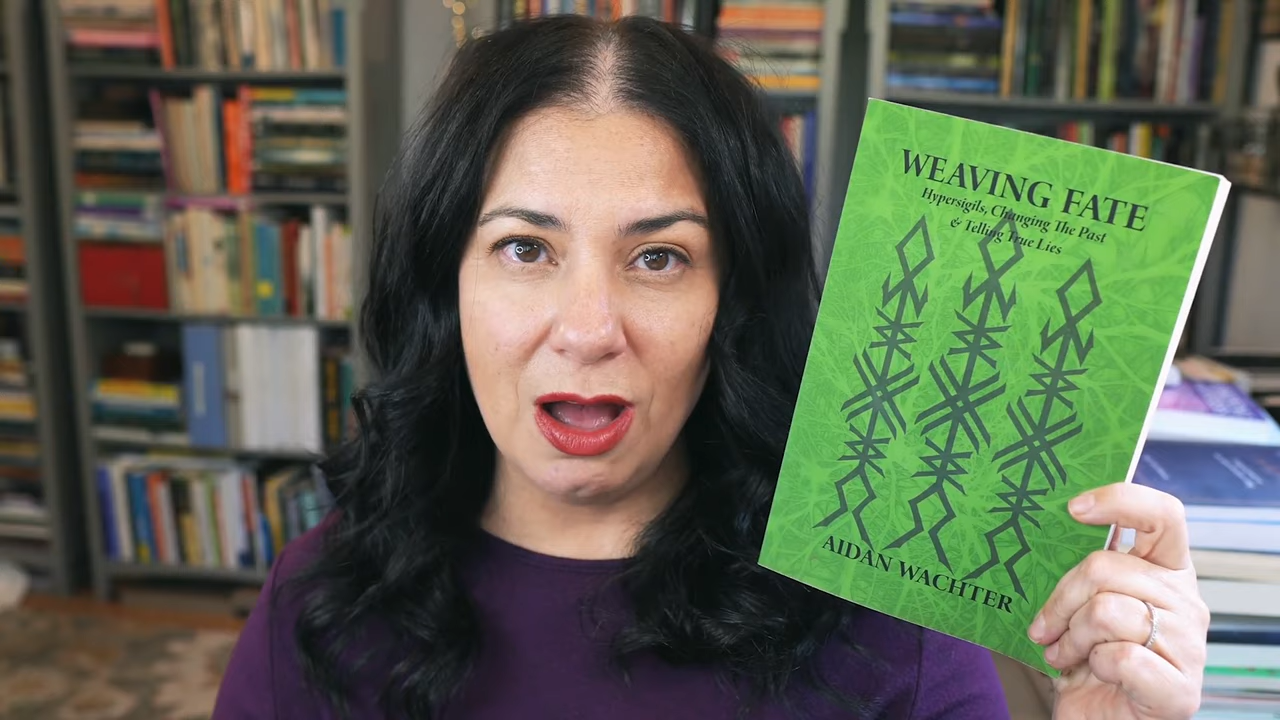 WEAVING FATE
Hypersigils, Changing The Past
& Telling True Lies
AIDAN WACHTER